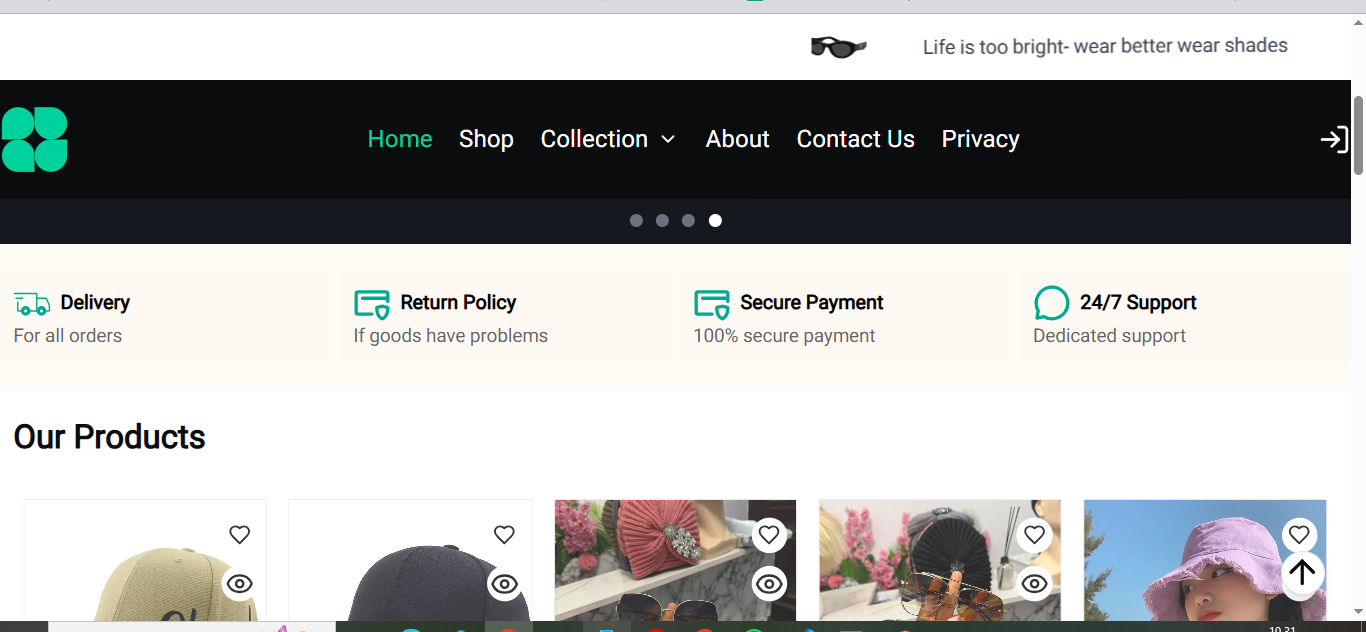 Life is too bright- wear better wear shades
Home Shop Collection About Contact Us Privacy
Delivery
For all orders
Return Policy
If goods have problems
Secure Payment
100% secure payment
24/7 Support
Dedicated support
Our Products